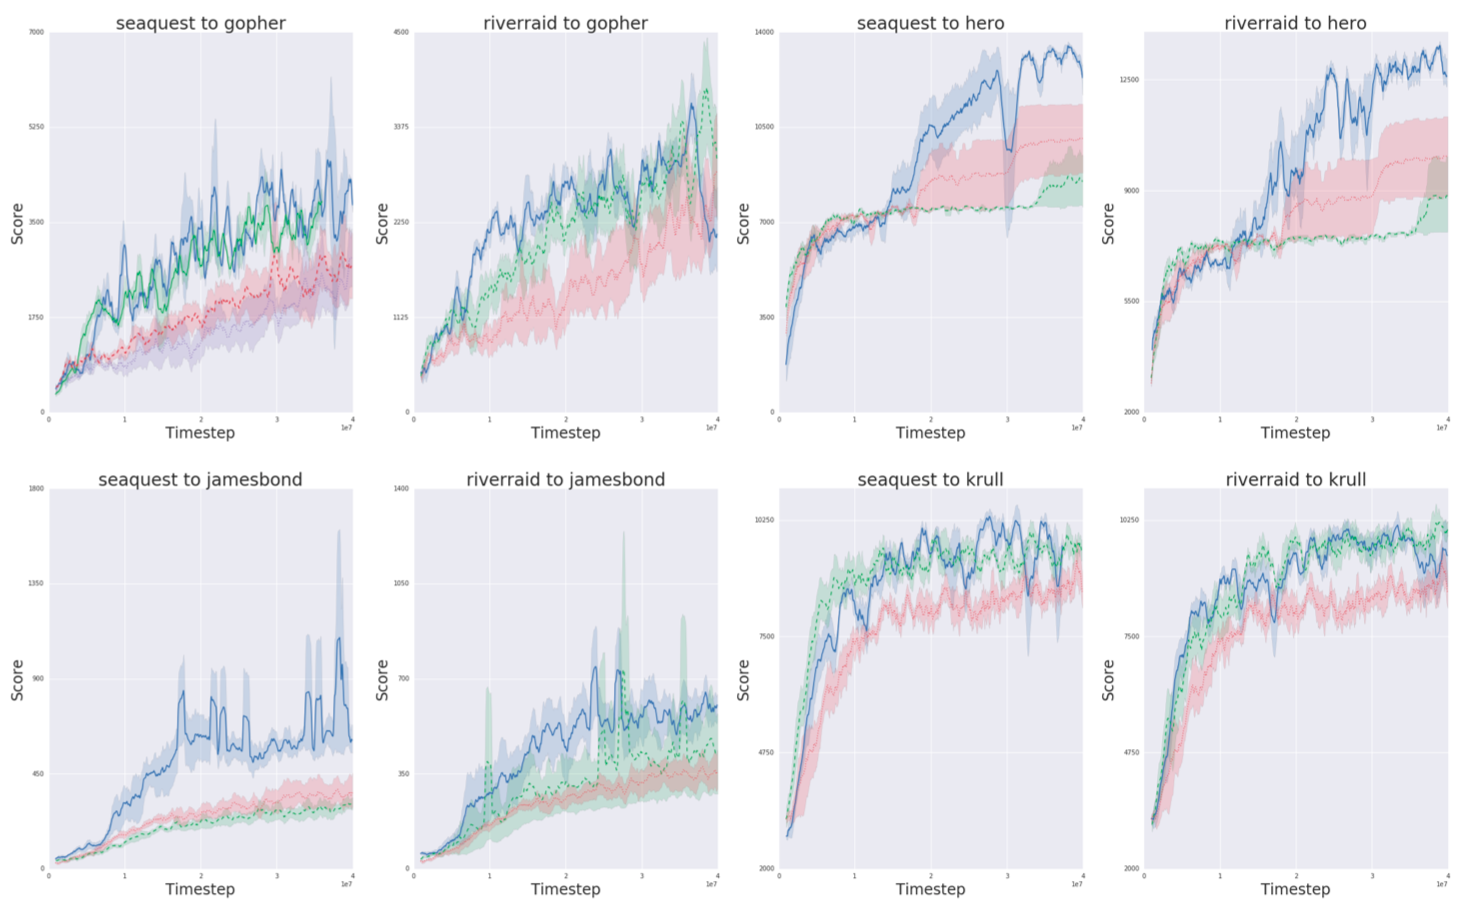 seaquest to gopher
riverraid to gopher
seaquest to hero
riverraid to hero
7000
5250
3500
1750
0
Score
0 1 2 3 4
1e7
Timestep
4500
3375
2250
1125
0
Score
0 1 2 3 4
1e7
Timestep
14000
10500
7000
3500
0
Score
0 1 2 3 4
1e7
Timestep
12500
9000
5500
2000
Score
0 1 2 3 4
1e7
Timestep
seaquest to jamesbond
riverraid to jamesbond
seaquest to krull
riverraid to krull
1800
1350
900
450
0
Score
0 1 2 3 4
1e7
Timestep
1400
1050
700
350
0
Score
0 1 2 3 4
1e7
Timestep
10250
7500
4750
2000
Score
0 1 2 3 4
1e7
Timestep
10250
7500
4750
2000
Score
0 1 2 3 4
1e7
Timestep